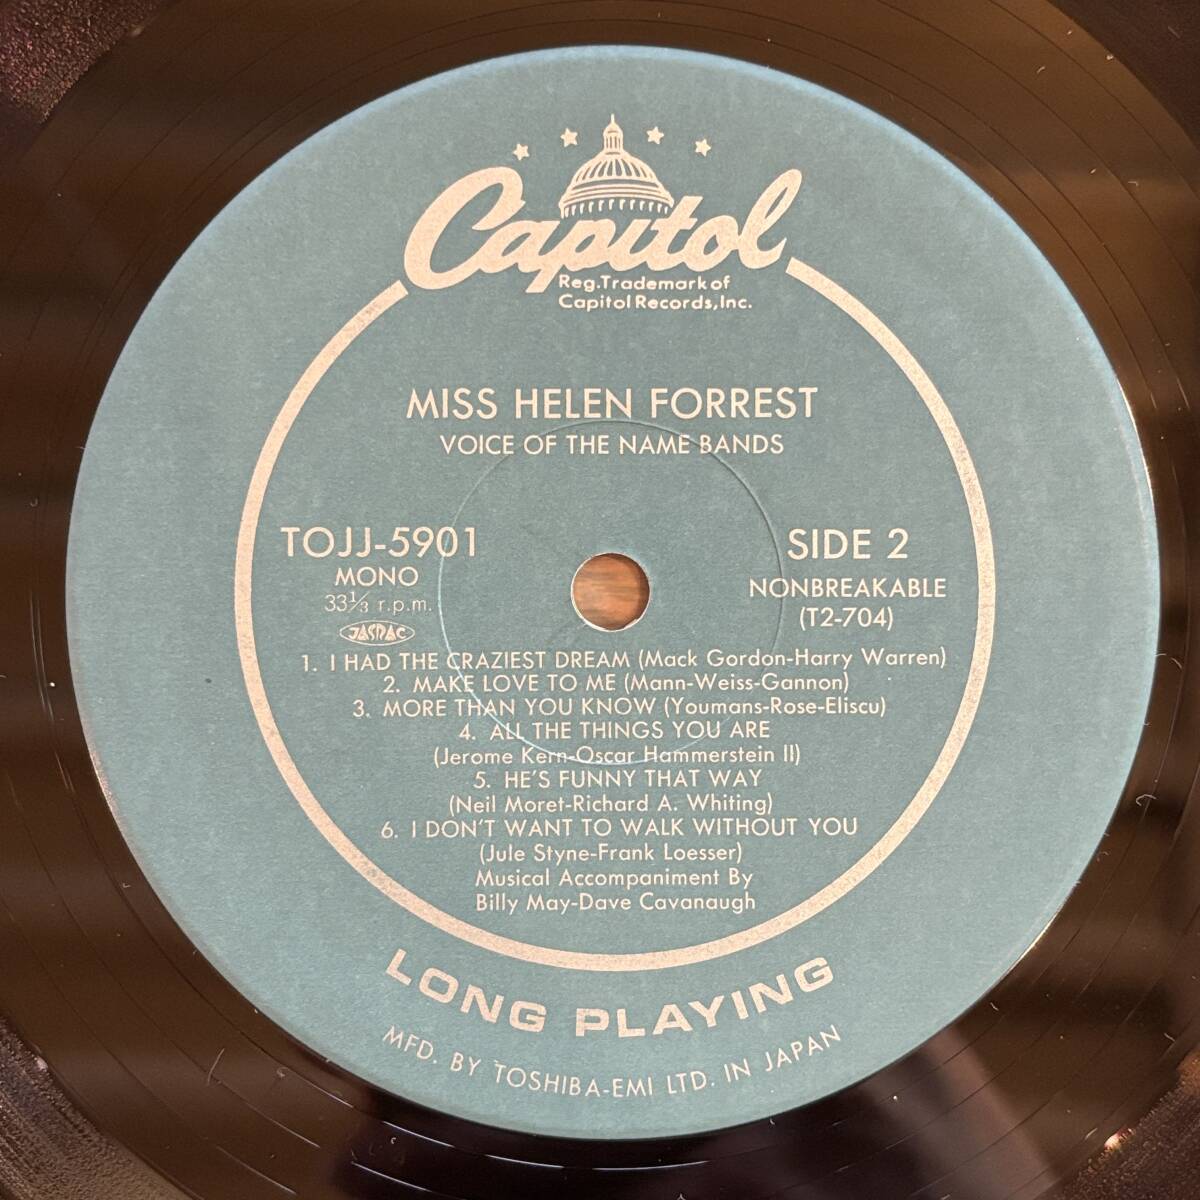 Capitol
Reg. Trademark of
Capitol Records, Inc.
MISS HELEN FORREST
VOICE OF THE NAME BANDS
TOJJ-5901
MONO
33⅓ r.p.m.
JASRAC
SIDE 2
NONBREAKABLE
(T2-704)
1. I HAD THE CRAZIEST DREAM (Mack Gordon-Harry Warren)
2. MAKE LOVE TO ME (Mann-Weiss-Gannon)
3. MORE THAN YOU KNOW (Youmans-Rose-Eliscu)
4. ALL THE THINGS YOU ARE
(Jerome Kern-Oscar Hammerstein II)
5. HE'S FUNNY THAT WAY
(Neil Moret-Richard A. Whiting)
6. I DON'T WANT TO WALK WITHOUT YOU
(Jule Styne-Frank Loesser)
Musical Accompaniment By
Billy May-Dave Cavanaugh
LONG PLAYING
MFD. BY TOSHIBA-EMI LTD. IN JAPAN